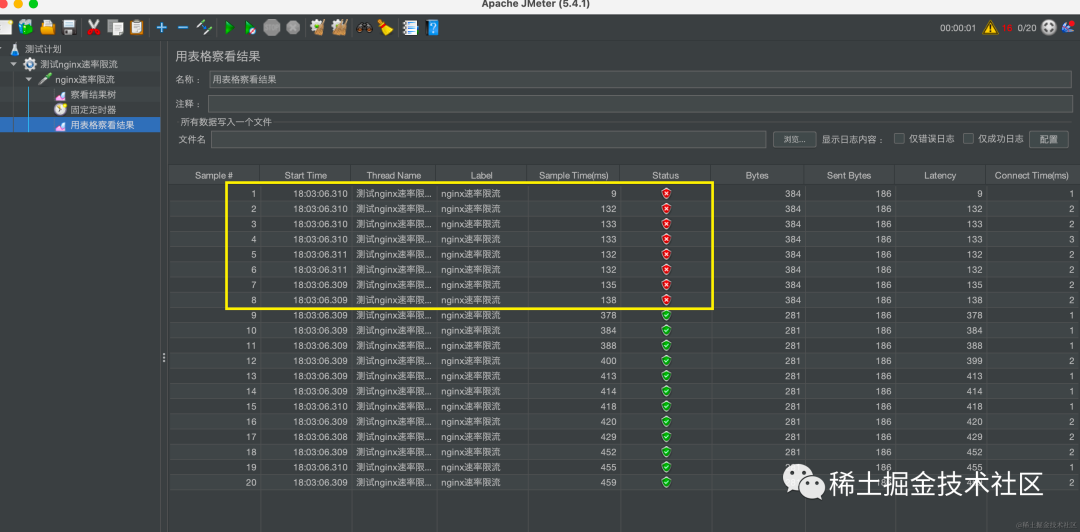 Apache JMeter (5.4.1)
00:00:01 0/20
测试计划
测试nginx速率限流
nginx速率限流
察看结果树
固定定时器
用表格察看结果
用表格察看结果
名称： 用表格察看结果
注释：
所有数据写入一个文件
文件名 浏览... 显示日志内容： 仅错误日志 仅成功日志 配置
Sample # Start Time Thread Name Label Sample Time(ms) Status Bytes Sent Bytes Latency Connect Time(ms)
1 18:03:06.310 测试nginx速率限... nginx速率限流 9 384 186 9 1
2 18:03:06.310 测试nginx速率限... nginx速率限流 132 384 186 132 2
3 18:03:06.310 测试nginx速率限... nginx速率限流 133 384 186 133 2
4 18:03:06.310 测试nginx速率限... nginx速率限流 133 384 186 133 3
5 18:03:06.311 测试nginx速率限... nginx速率限流 132 384 186 132 2
6 18:03:06.311 测试nginx速率限... nginx速率限流 132 384 186 132 2
7 18:03:06.309 测试nginx速率限... nginx速率限流 135 384 186 135 2
8 18:03:06.309 测试nginx速率限... nginx速率限流 138 384 186 138 2
9 18:03:06.309 测试nginx速率限... nginx速率限流 378 281 186 378 1
10 18:03:06.309 测试nginx速率限... nginx速率限流 384 281 186 384 1
11 18:03:06.309 测试nginx速率限... nginx速率限流 388 281 186 388 1
12 18:03:06.309 测试nginx速率限... nginx速率限流 400 281 186 399 2
13 18:03:06.309 测试nginx速率限... nginx速率限流 413 281 186 413 1
14 18:03:06.309 测试nginx速率限... nginx速率限流 414 281 186 414 1
15 18:03:06.310 测试nginx速率限... nginx速率限流 418 281 186 418 1
16 18:03:06.309 测试nginx速率限... nginx速率限流 420 281 186 420 2
17 18:03:06.308 测试nginx速率限... nginx速率限流 429 281 186 429 2
18 18:03:06.309 测试nginx速率限... nginx速率限流 452 281 186 452 2
19 18:03:06.310 测试nginx速率限... nginx速率限流 455 186 455 1
20 18:03:06.309 测试nginx速率限... nginx速率限流 459 2
稀土掘金技术社区
@稀土掘金技术社区